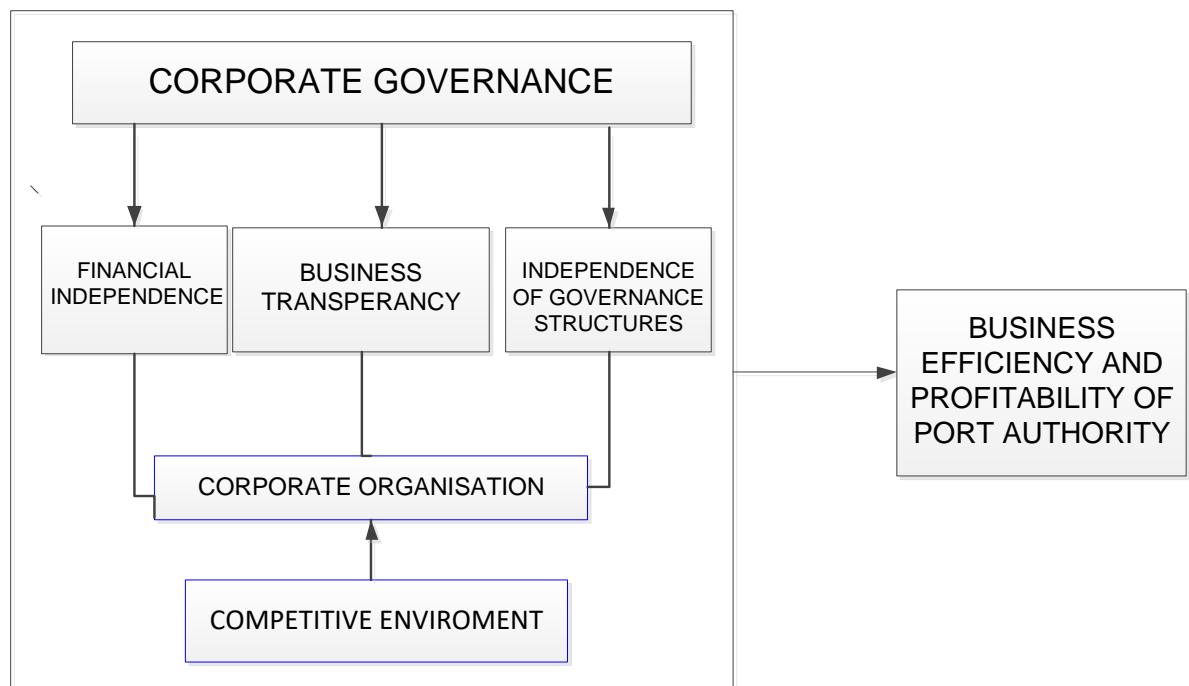 CORPORATE GOVERNANCE
FINANCIAL
INDEPENDENCE
BUSINESS
TRANSPERANCY
INDEPENDENCE
OF GOVERNANCE
STRUCTURES
BUSINESS
EFFICIENCY AND
PROFITABILITY OF
PORT AUTHORITY
CORPORATE ORGANISATION
COMPETITIVE ENVIROMENT